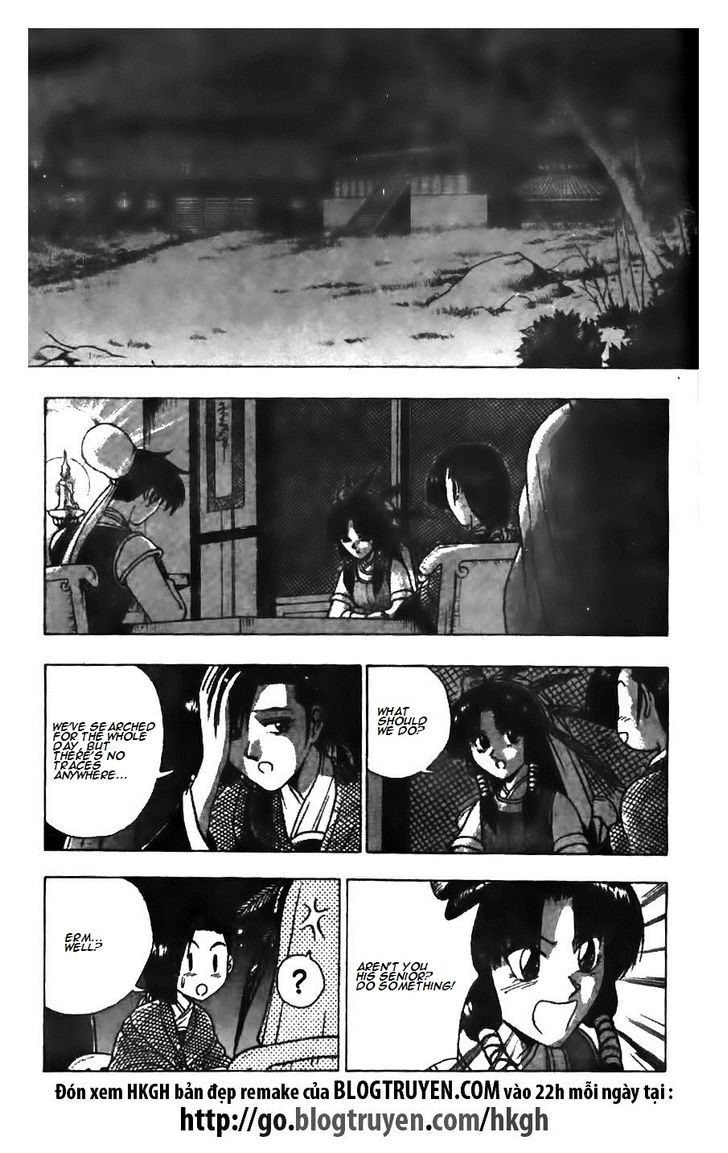 WE'VE SEARCHED
FOR THE WHOLE
DAY, BUT
THERE'S NO
TRACES
ANYWHERE...
WHAT
SHOULD
WE DO?
ERM...
WELL?
?
AREN'T YOU
HIS SENIOR?
DO SOMETHING!
Đón xem HKGH bản đẹp remake của BLOGTRUYEN.COM vào 22h mỗi ngày tại :
http://go.blogtruyen.com/hkgh